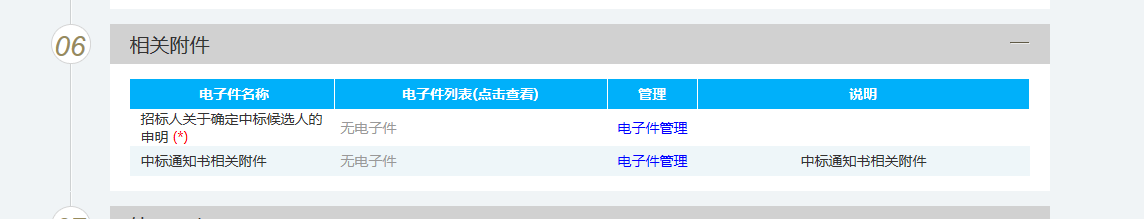 06
相关附件
电子件名称 电子件列表(点击查看) 管理 说明
招标人关于确定中标候选人的
申明 (*)
无电子件 电子件管理
中标通知书相关附件 无电子件 电子件管理 中标通知书相关附件